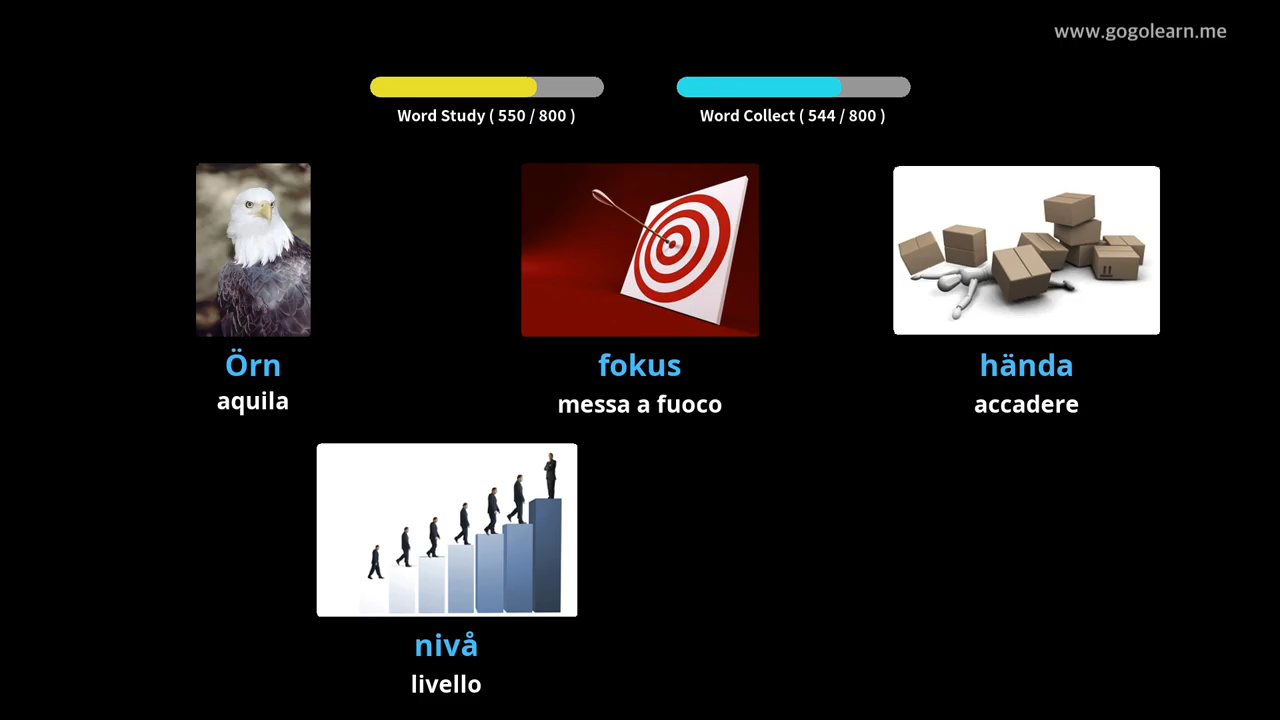 www.gogolearn.me
Word Study ( 550 / 800 )
Word Collect ( 544 / 800 )
Örn
aquila
fokus
messa a fuoco
hända
accadere
nivå
livello